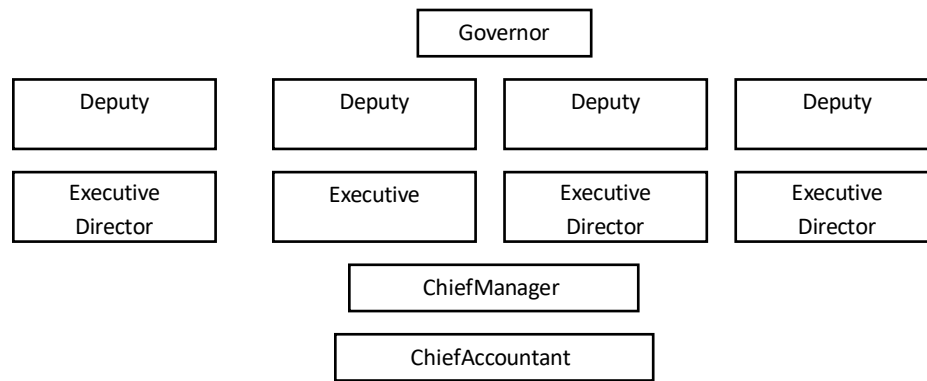 Governor
Deputy
Deputy
Deputy
Deputy
Executive
Director
Executive
Executive
Director
Executive
Director
ChiefManager
ChiefAccountant